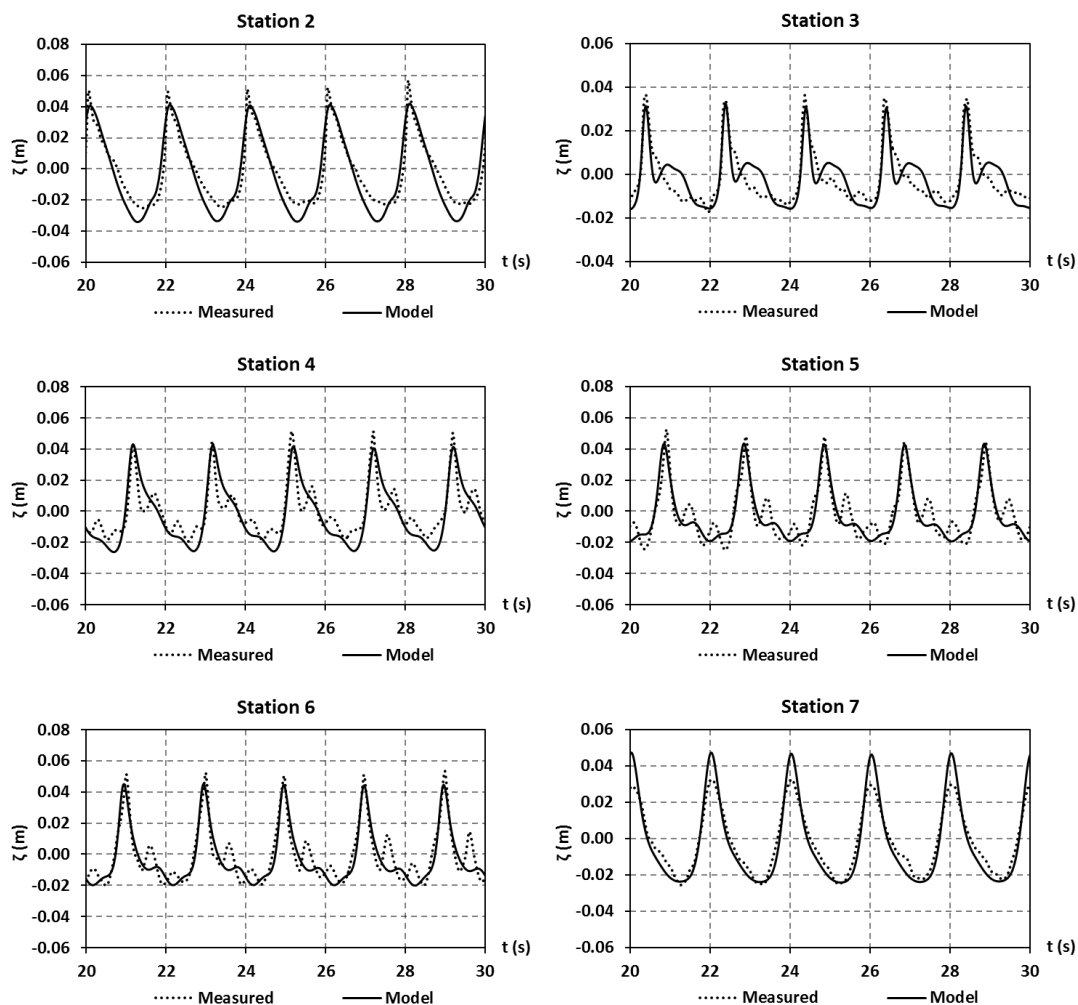 Station 2
0.08
0.06
0.04
0.02
0.00
-0.02
-0.04
-0.06
ζ (m)
20 22 24 26 28 30
t (s)
Measured Model
Station 3
0.06
0.04
0.02
0.00
-0.02
-0.04
ζ (m)
20 22 24 26 28 30
t (s)
Measured Model
Station 4
0.08
0.06
0.04
0.02
0.00
-0.02
-0.04
-0.06
ζ (m)
20 22 24 26 28 30
t (s)
Measured Model
Station 5
0.08
0.06
0.04
0.02
0.00
-0.02
-0.04
-0.06
ζ (m)
20 22 24 26 28 30
t (s)
Measured Model
Station 6
0.08
0.06
0.04
0.02
0.00
-0.02
-0.04
-0.06
ζ (m)
20 22 24 26 28 30
t (s)
Measured Model
Station 7
0.06
0.04
0.02
0.00
-0.02
-0.04
-0.06
ζ (m)
20 22 24 26 28 30
t (s)
Measured Model